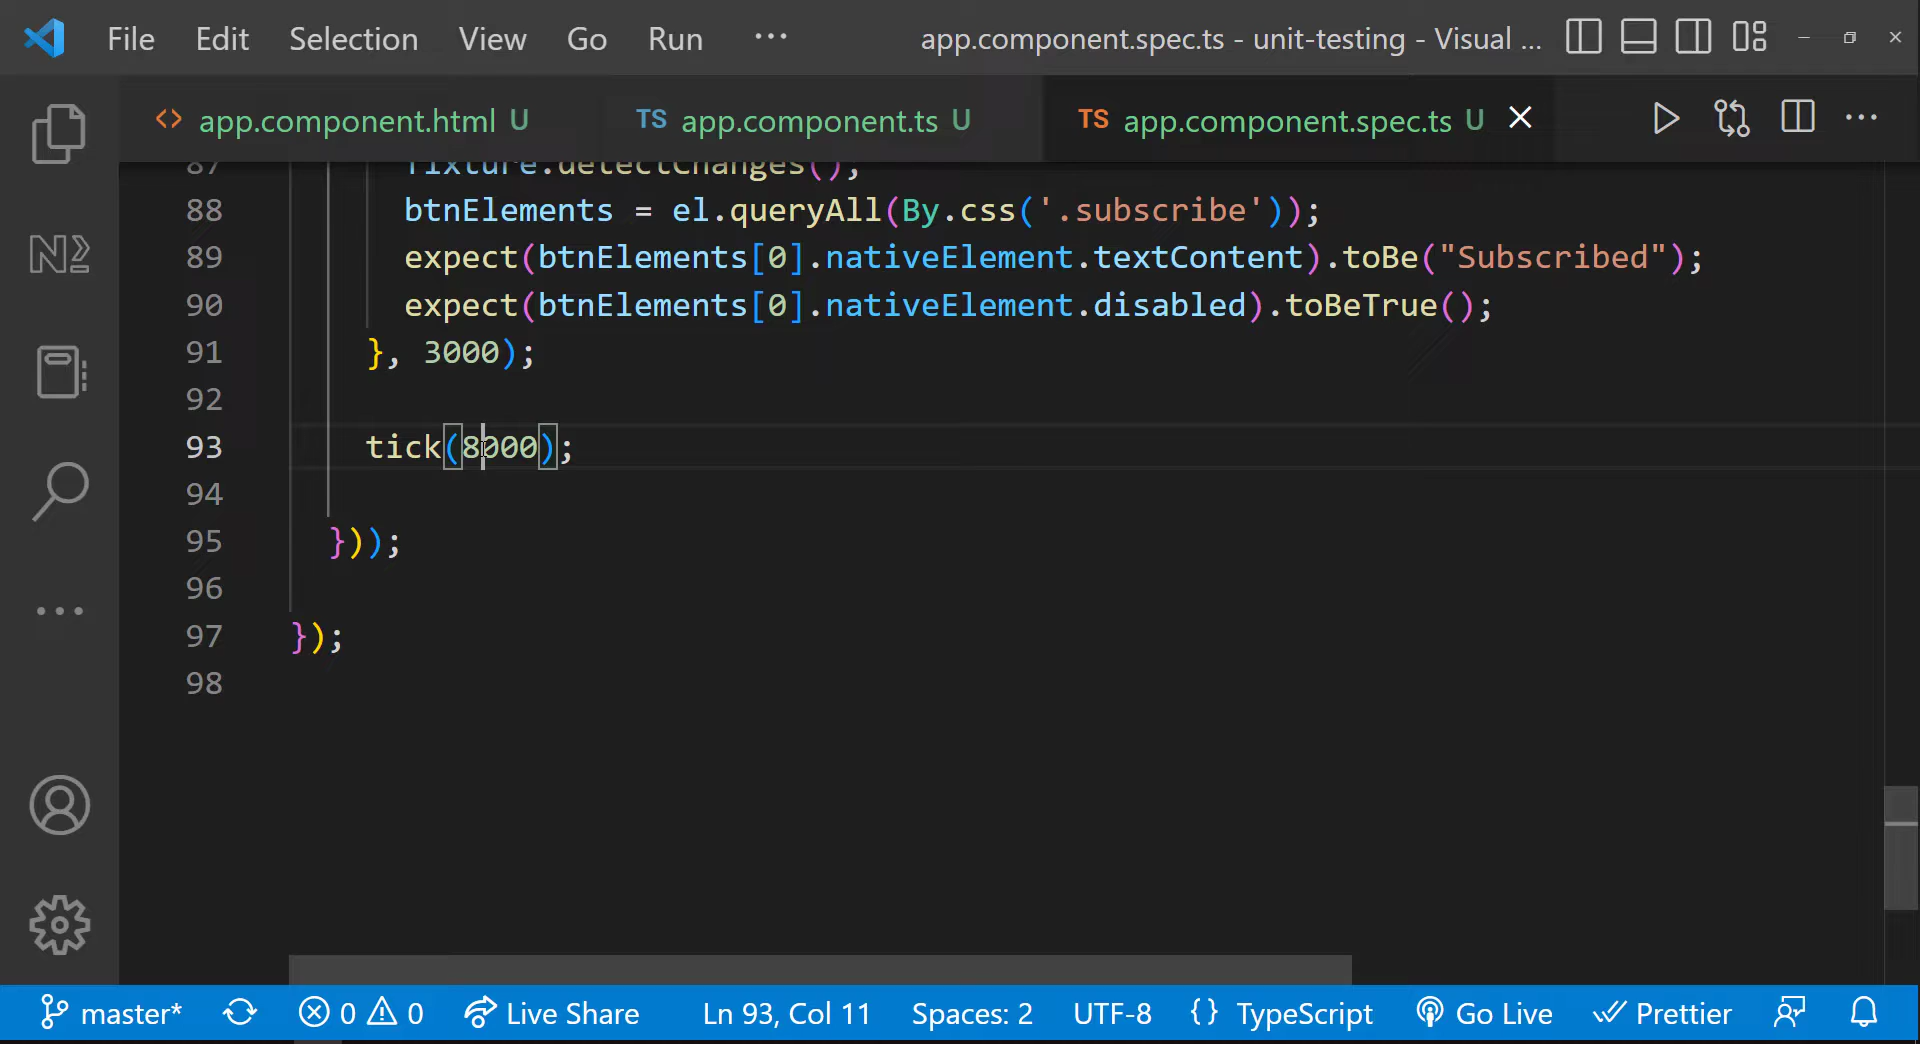 File Edit Selection View Go Run ··· app.component.spec.ts - unit-testing - Visual ...
<> app.component.html U TS app.component.ts U TS app.component.spec.ts U
87 fixture.detectChanges();
88 btnElements = el.queryAll(By.css('.subscribe'));
89 expect(btnElements[0].nativeElement.textContent).toBe("Subscribed");
90 expect(btnElements[0].nativeElement.disabled).toBeTrue();
91 }, 3000);
92
93 tick(8000);
94
95 }));
96
97 });
98
master* 0 0 Live Share Ln 93, Col 11 Spaces: 2 UTF-8 {} TypeScript Go Live Prettier